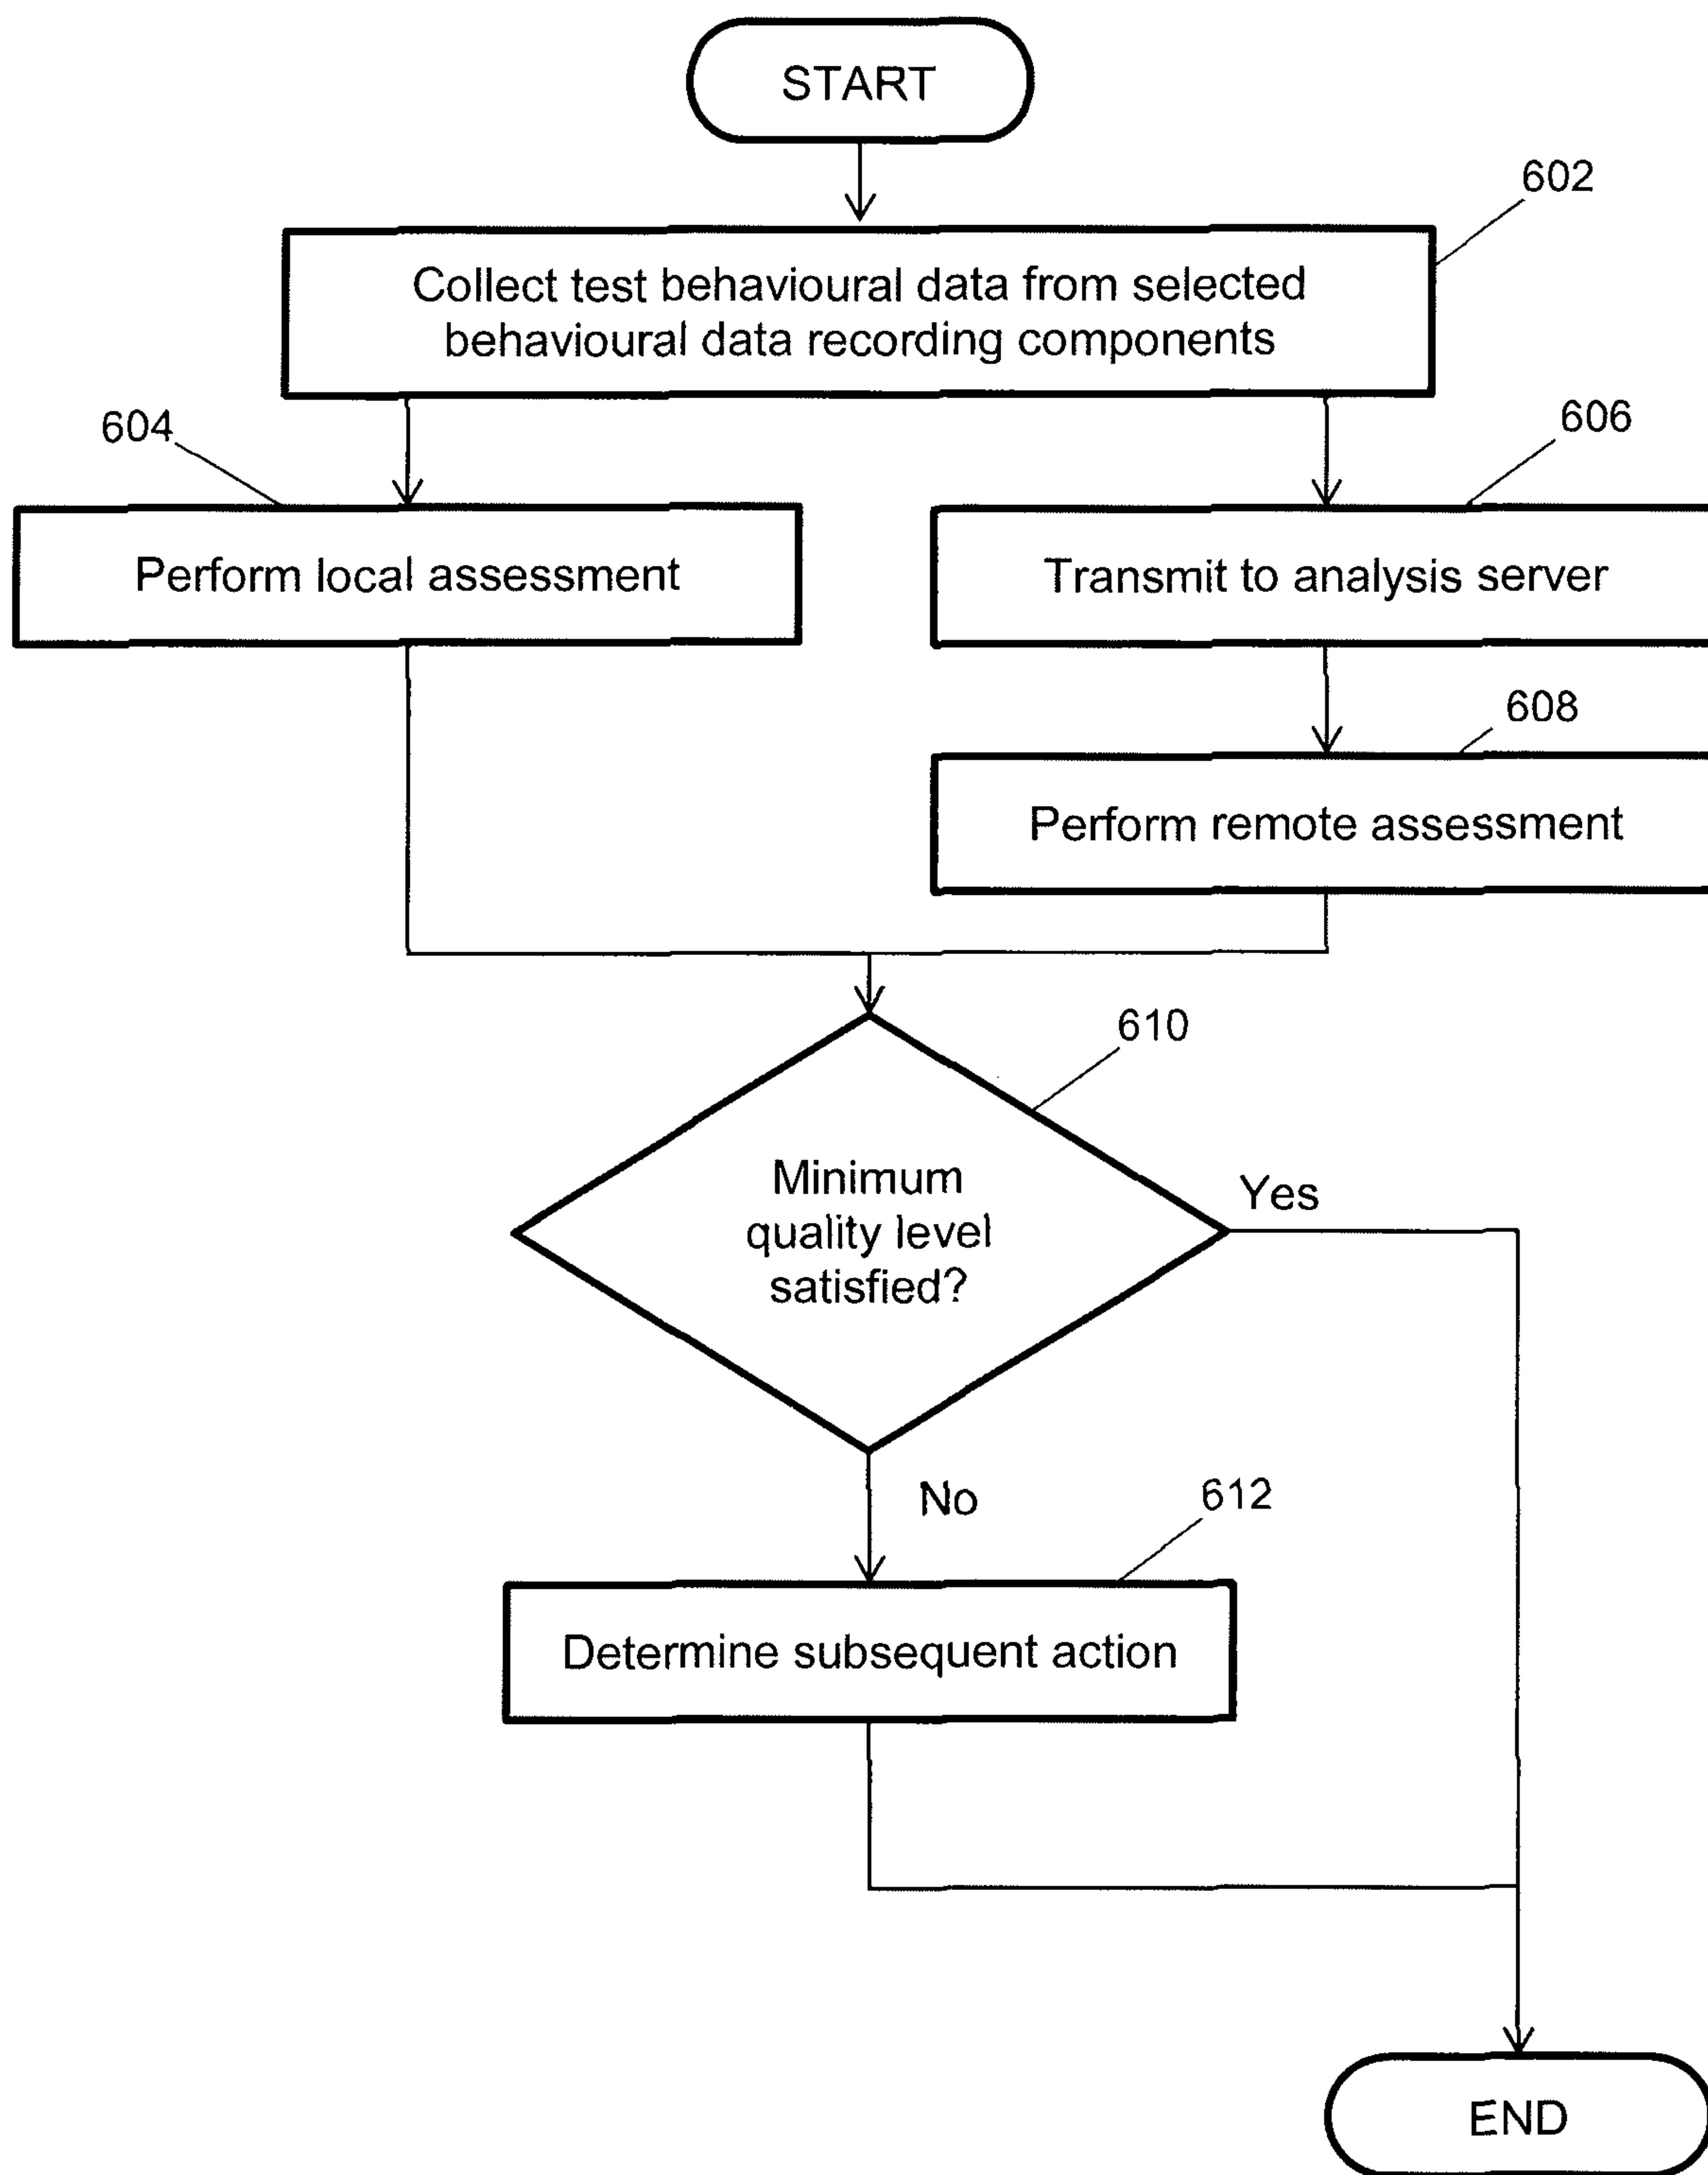 START
602
Collect test behavioural data from selected
behavioural data recording components
604
606
Perform local assessment
Transmit to analysis server
608
Perform remote assessment
610
Minimum
quality level
satisfied?
Yes
No
612
Determine subsequent action
END